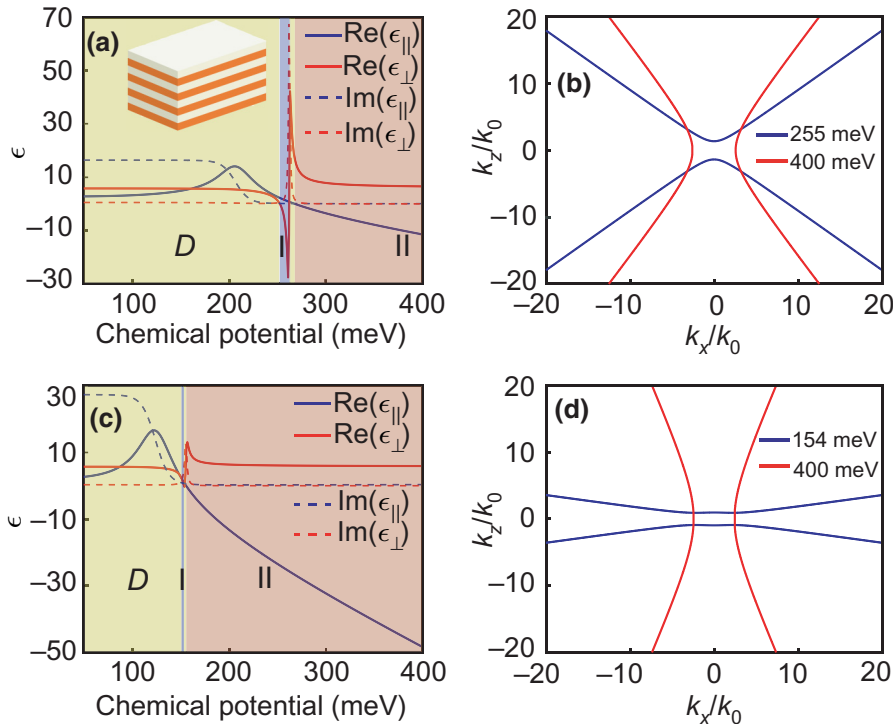 (a)
70
50
30
10
–10
–30
ϵ
Re(ϵ||)
Re(ϵ⊥)
Im(ϵ||)
Im(ϵ⊥)
D
I
II
100
200
300
400
Chemical potential (meV)
(b)
20
10
0
–10
–20
kz/k0
255 meV
400 meV
–20
–10
0
10
20
kx/k0
(c)
30
10
–10
–30
–50
ϵ
Re(ϵ||)
Re(ϵ⊥)
Im(ϵ||)
Im(ϵ⊥)
D
I
II
100
200
300
400
Chemical potential (meV)
(d)
20
10
0
–10
–20
kz/k0
154 meV
400 meV
–20
–10
0
10
20
kx/k0